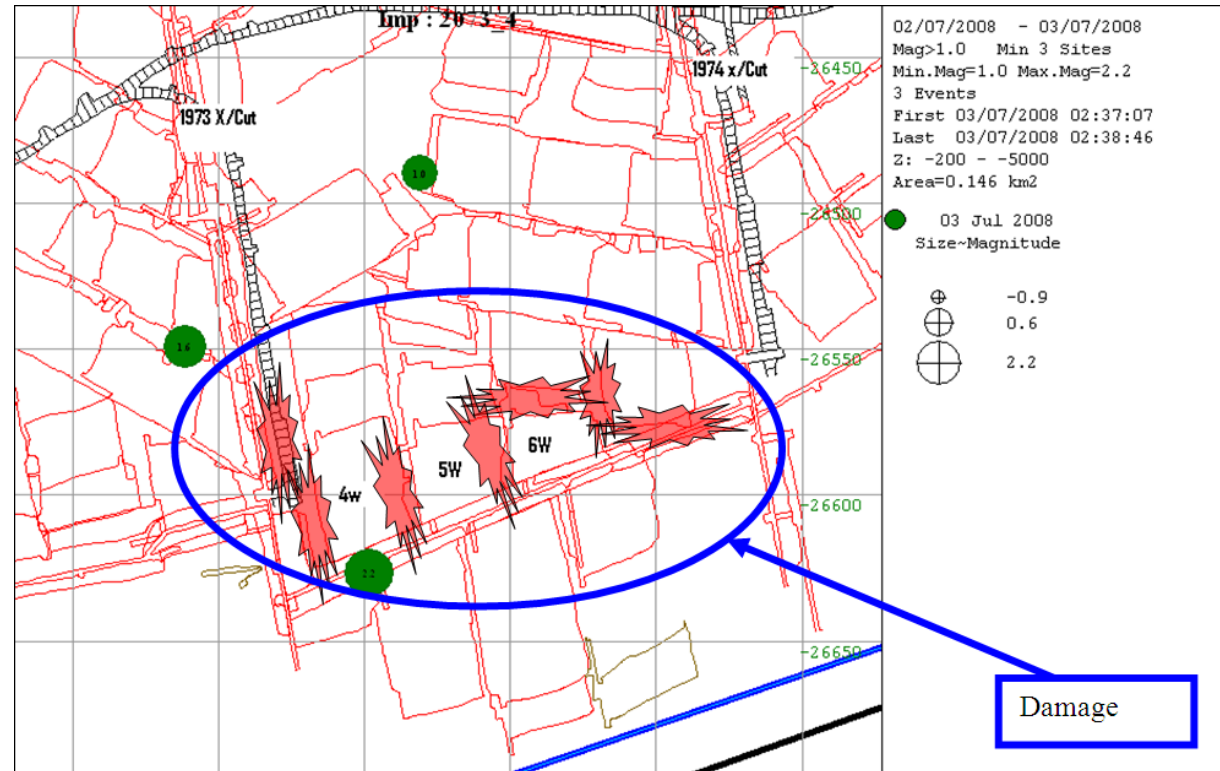 Imp : 20_3_4
1974 x/Cut
1973 X/Cut
-26450
-26500
-26550
-26600
-26650
10
16
22
4w
5W
6W
02/07/2008 - 03/07/2008
Mag>1.0 Min 3 Sites
Min.Mag=1.0 Max.Mag=2.2
3 Events
First 03/07/2008 02:37:07
Last 03/07/2008 02:38:46
Z: -200 - -5000
Area=0.146 km2
03 Jul 2008
Size~Magnitude
-0.9
0.6
2.2
Damage